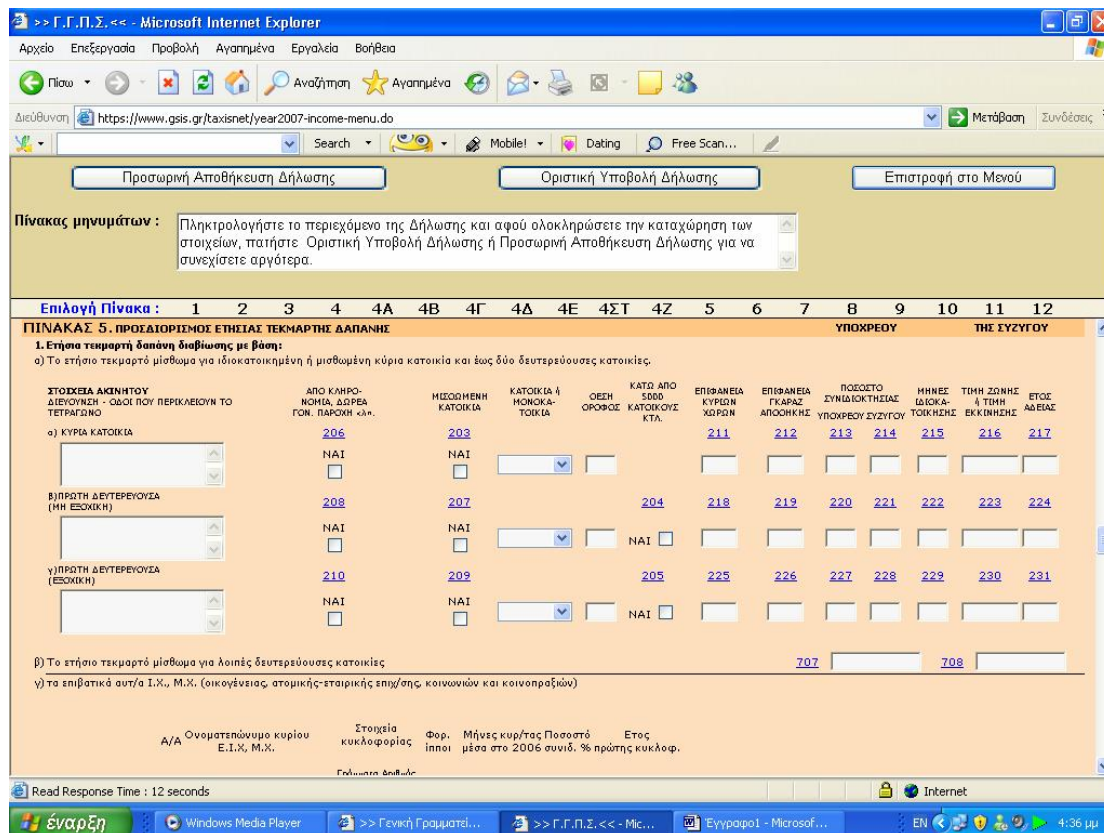 >> Γ.Γ.Π.Σ. << - Microsoft Internet Explorer
Αρχείο Επεξεργασία Προβολή Αγαπημένα Εργαλεία Βοήθεια
Πίσω Αναζήτηση Αγαπημένα
Διεύθυνση https://www.gsis.gr/taxisnet/year2007-income-menu.do Μετάβαση Συνδέσεις
Search Mobile! Dating Free Scan...
Προσωρινή Αποθήκευση Δήλωσης Οριστική Υποβολή Δήλωσης Επιστροφή στο Μενού
Πίνακας μηνυμάτων : Πληκτρολογήστε το περιεχόμενο της Δήλωσης και αφού ολοκληρώσετε την καταχώρηση των
στοιχείων, πατήστε Οριστική Υποβολή Δήλωσης ή Προσωρινή Αποθήκευση Δήλωσης για να
συνεχίσετε αργότερα.
Επιλογή Πίνακα : 1 2 3 4 4Α 4Β 4Γ 4Δ 4Ε 4ΣΤ 4Ζ 5 6 7 8 9 10 11 12
ΠΙΝΑΚΑΣ 5. ΠΡΟΣΔΙΟΡΙΣΜΟΣ ΕΤΗΣΙΑΣ ΤΕΚΜΑΡΤΗΣ ΔΑΠΑΝΗΣ ΥΠΟΧΡΕΟΥ ΤΗΣ ΣΥΖΥΓΟΥ
1. Ετήσια τεκμαρτή δαπάνη διαβίωσης με βάση:
α) Το ετήσιο τεκμαρτό μίσθωμα για ιδιοκατοικημένη ή μισθωμένη κύρια κατοικία και έως δύο δευτερεύουσες κατοικίες.
ΣΤΟΙΧΕΙΑ ΑΚΙΝΗΤΟΥ
ΔΙΕΥΘΥΝΣΗ - ΟΔΟΙ ΠΟΥ ΠΕΡΙΚΛΕΙΟΥΝ ΤΟ
ΤΕΤΡΑΓΩΝΟ
ΑΠΟ ΚΛΗΡΟ-
ΝΟΜΙΑ, ΔΩΡΕΑ
ΓΟΝ. ΠΑΡΟΧΗ κλπ.
ΜΙΣΘΩΜΕΝΗ
ΚΑΤΟΙΚΙΑ
ΚΑΤΟΙΚΙΑ ή
ΜΟΝΟΚΑ-
ΤΟΙΚΙΑ
ΘΕΣΗ
ΟΡΟΦΟΣ
ΚΑΤΩ ΑΠΟ
5000
ΚΑΤΟΙΚΟΥΣ
ΚΤΛ.
ΕΠΙΦΑΝΕΙΑ
ΚΥΡΙΩΝ
ΧΩΡΩΝ
ΕΠΙΦΑΝΕΙΑ
ΓΚΑΡΑΖ
ΑΠΟΘΗΚΗΣ
ΠΟΣΟΣΤΟ
ΣΥΝΙΔΙΟΚΤΗΣΙΑΣ
ΥΠΟΧΡΕΟΥ ΣΥΖΥΓΟΥ
ΜΗΝΕΣ
ΙΔΙΟΚΑ-
ΤΟΙΚΗΣΗΣ
ΤΙΜΗ ΖΩΝΗΣ
ή ΤΙΜΗ
ΕΚΚΙΝΗΣΗΣ
ΕΤΟΣ
ΑΔΕΙΑΣ
α) ΚΥΡΙΑ ΚΑΤΟΙΚΙΑ 206 203 211 212 213 214 215 216 217
ΝΑΙ ΝΑΙ
β)ΠΡΩΤΗ ΔΕΥΤΕΡΕΥΟΥΣΑ
(ΜΗ ΕΞΟΧΙΚΗ) 208 207 204 218 219 220 221 222 223 224
ΝΑΙ ΝΑΙ ΝΑΙ
γ)ΠΡΩΤΗ ΔΕΥΤΕΡΕΥΟΥΣΑ
(ΕΞΟΧΙΚΗ) 210 209 205 225 226 227 228 229 230 231
ΝΑΙ ΝΑΙ ΝΑΙ
β) Το ετήσιο τεκμαρτό μίσθωμα για λοιπές δευτερεύουσες κατοικίες 707 708
γ) τα επιβατικά αυτ/α Ι.Χ., Μ.Χ. (οικογένειας, ατομικής-εταιρικής επιχ/σης, κοινωνιών και κοινοπραξιών)
Α/Α
Ονοματεπώνυμο κυρίου
Ε.Ι.Χ, Μ.Χ.
Στοιχεία
κυκλοφορίας
Φορ.
ίπποι
Μήνες κυρ/τας
μέσα στο 2006
Ποσοστό
συνιδ. %
Ετος
πρώτης κυκλοφ.
Γράμματα Αριθμός
Read Response Time : 12 seconds Internet
έναρξη Windows Media Player >> Γενική Γραμματεί... >> Γ.Γ.Π.Σ. << - Mic... Έγγραφο1 - Microsof... EN 4:36 μμ